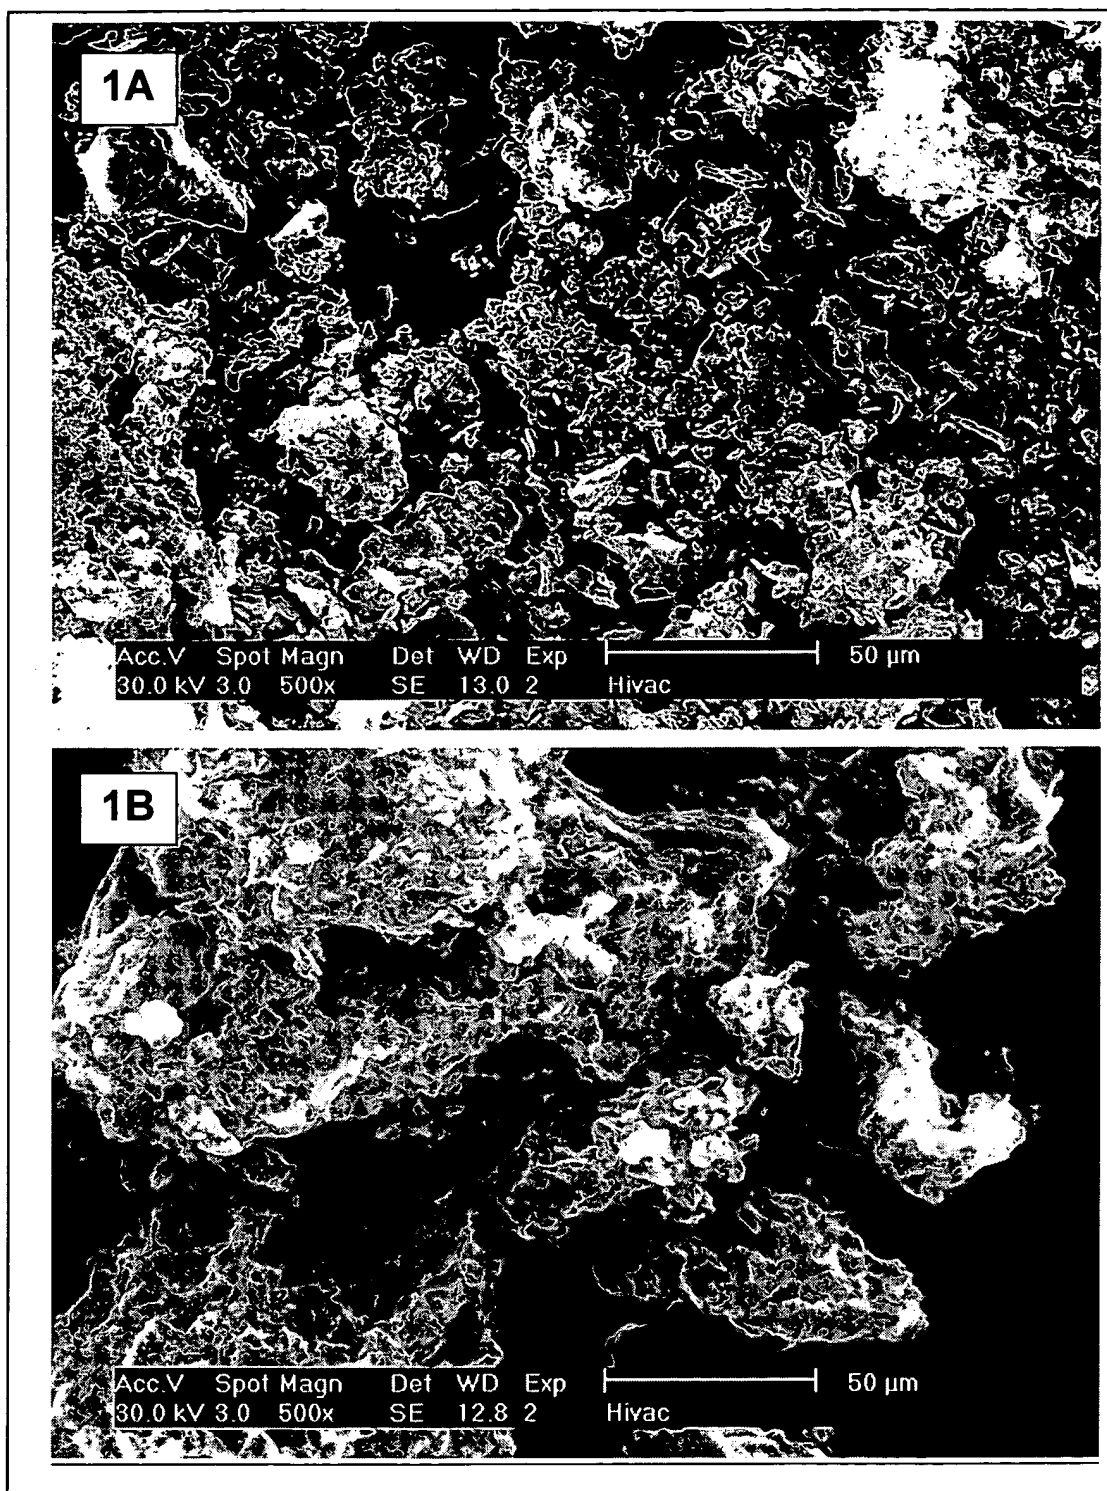 1A
Acc.V Spot Magn Det WD Exp 50 µm
30.0 kV 3.0 500x SE 13.0 2 Hivac
1B
Acc.V Spot Magn Det WD Exp 50 µm
30.0 kV 3.0 500x SE 12.8 2 Hivac